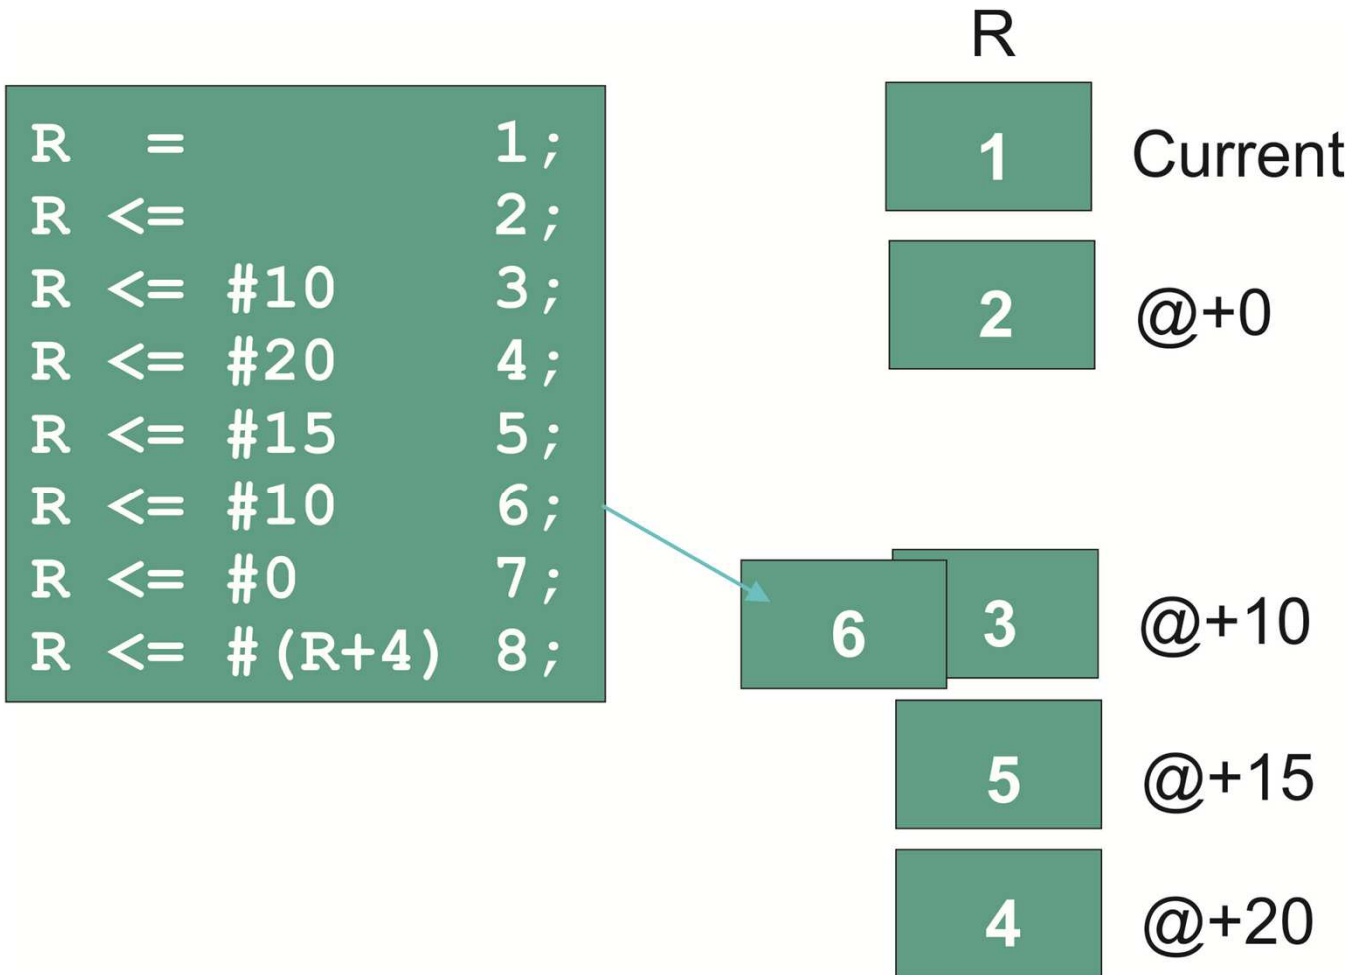 R = 1;
R <= 2;
R <= #10 3;
R <= #20 4;
R <= #15 5;
R <= #10 6;
R <= #0 7;
R <= #(R+4) 8;
R
1 Current
2 @+0
6 3 @+10
5 @+15
4 @+20